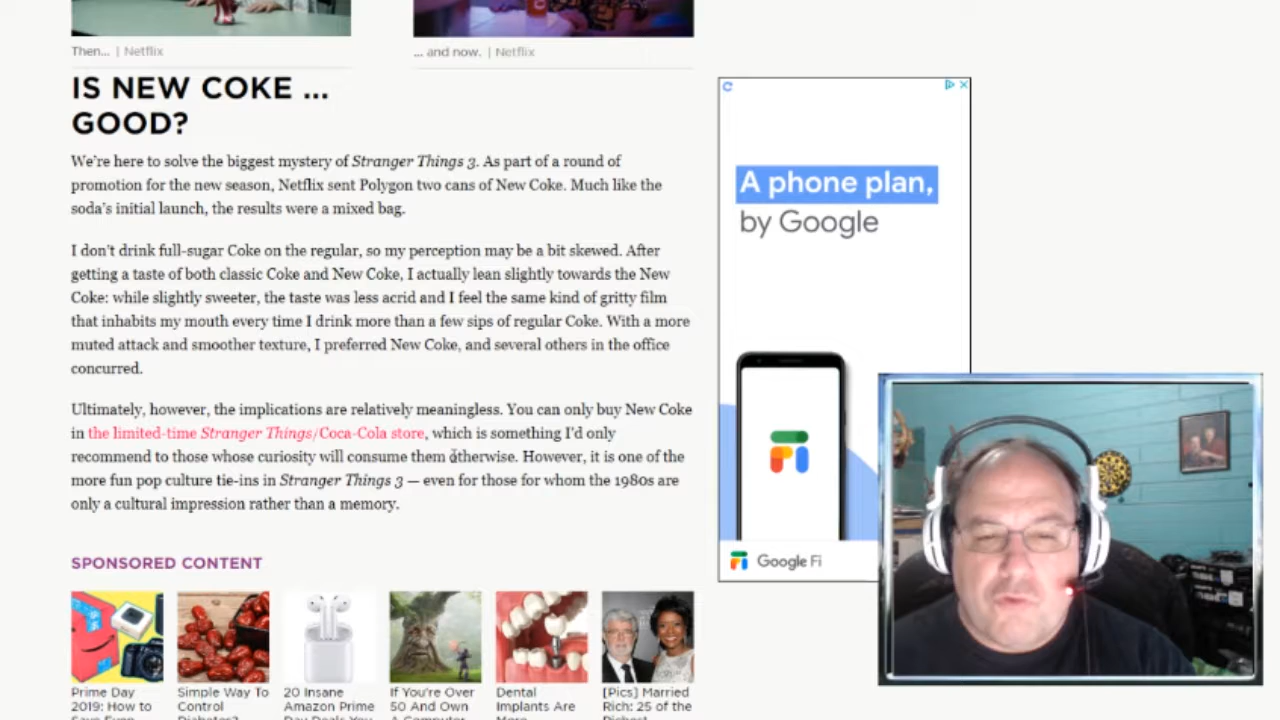 Then... | Netflix
... and now. | Netflix
IS NEW COKE ...
GOOD?
We're here to solve the biggest mystery of Stranger Things 3. As part of a round of
promotion for the new season, Netflix sent Polygon two cans of New Coke. Much like the
soda's initial launch, the results were a mixed bag.
I don't drink full-sugar Coke on the regular, so my perception may be a bit skewed. After
getting a taste of both classic Coke and New Coke, I actually lean slightly towards the New
Coke: while slightly sweeter, the taste was less acrid and I feel the same kind of gritty film
that inhabits my mouth every time I drink more than a few sips of regular Coke. With a more
muted attack and smoother texture, I preferred New Coke, and several others in the office
concurred.
Ultimately, however, the implications are relatively meaningless. You can only buy New Coke
in the limited-time Stranger Things/Coca-Cola store, which is something I'd only
recommend to those whose curiosity will consume them otherwise. However, it is one of the
more fun pop culture tie-ins in Stranger Things 3 — even for those for whom the 1980s are
only a cultural impression rather than a memory.
A phone plan,
by Google
Google Fi
SPONSORED CONTENT
Prime Day
2019: How to
Save Even
Simple Way To
Control
Diabetes?
20 Insane
Amazon Prime
Day Deals You
If You're Over
50 And Own
A Computer
Dental
Implants Are
More
[Pics] Married
Rich: 25 of the
Richest